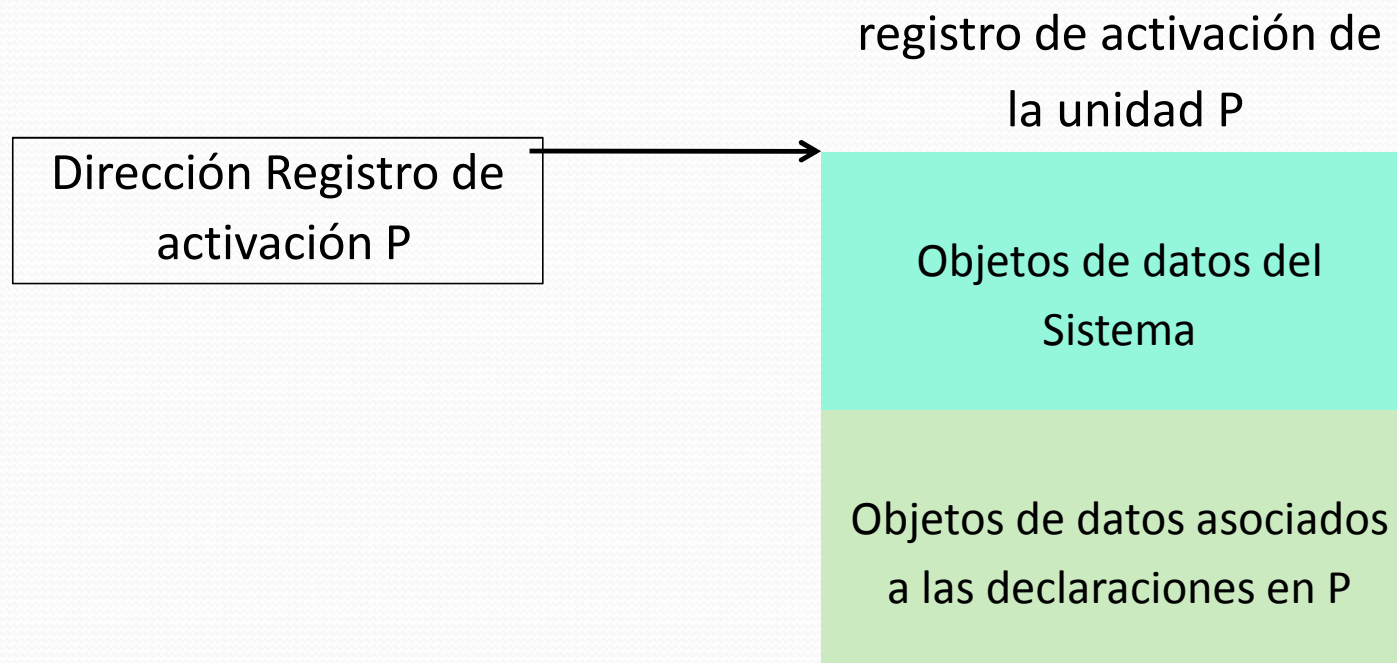 registro de activación de
la unidad P
Dirección Registro de
activación P
Objetos de datos del
Sistema
Objetos de datos asociados
a las declaraciones en P